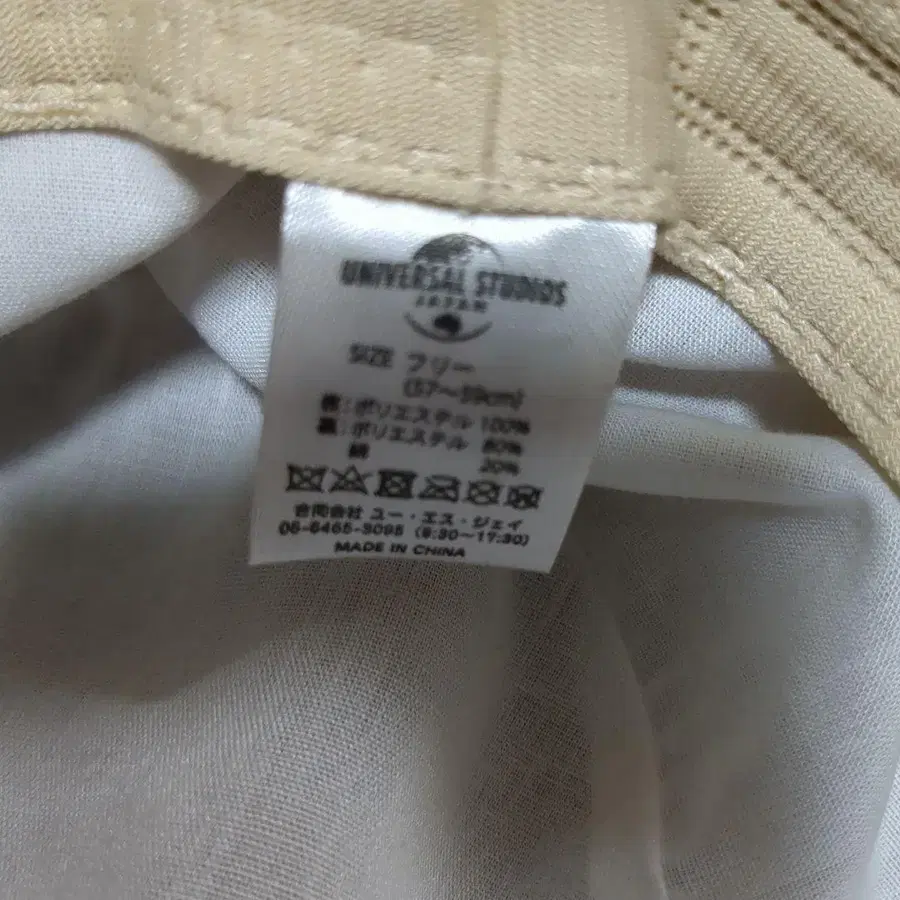 UNIVERSAL STUDIOS
JAPAN
SIZE フリー
(57～59cm)
表：ポリエステル 100%
裏：ポリエステル 80%
綿 20%
合同会社 ユー・エス・ジェイ
06-6465-3095 (9:30～17:30)
MADE IN CHINA